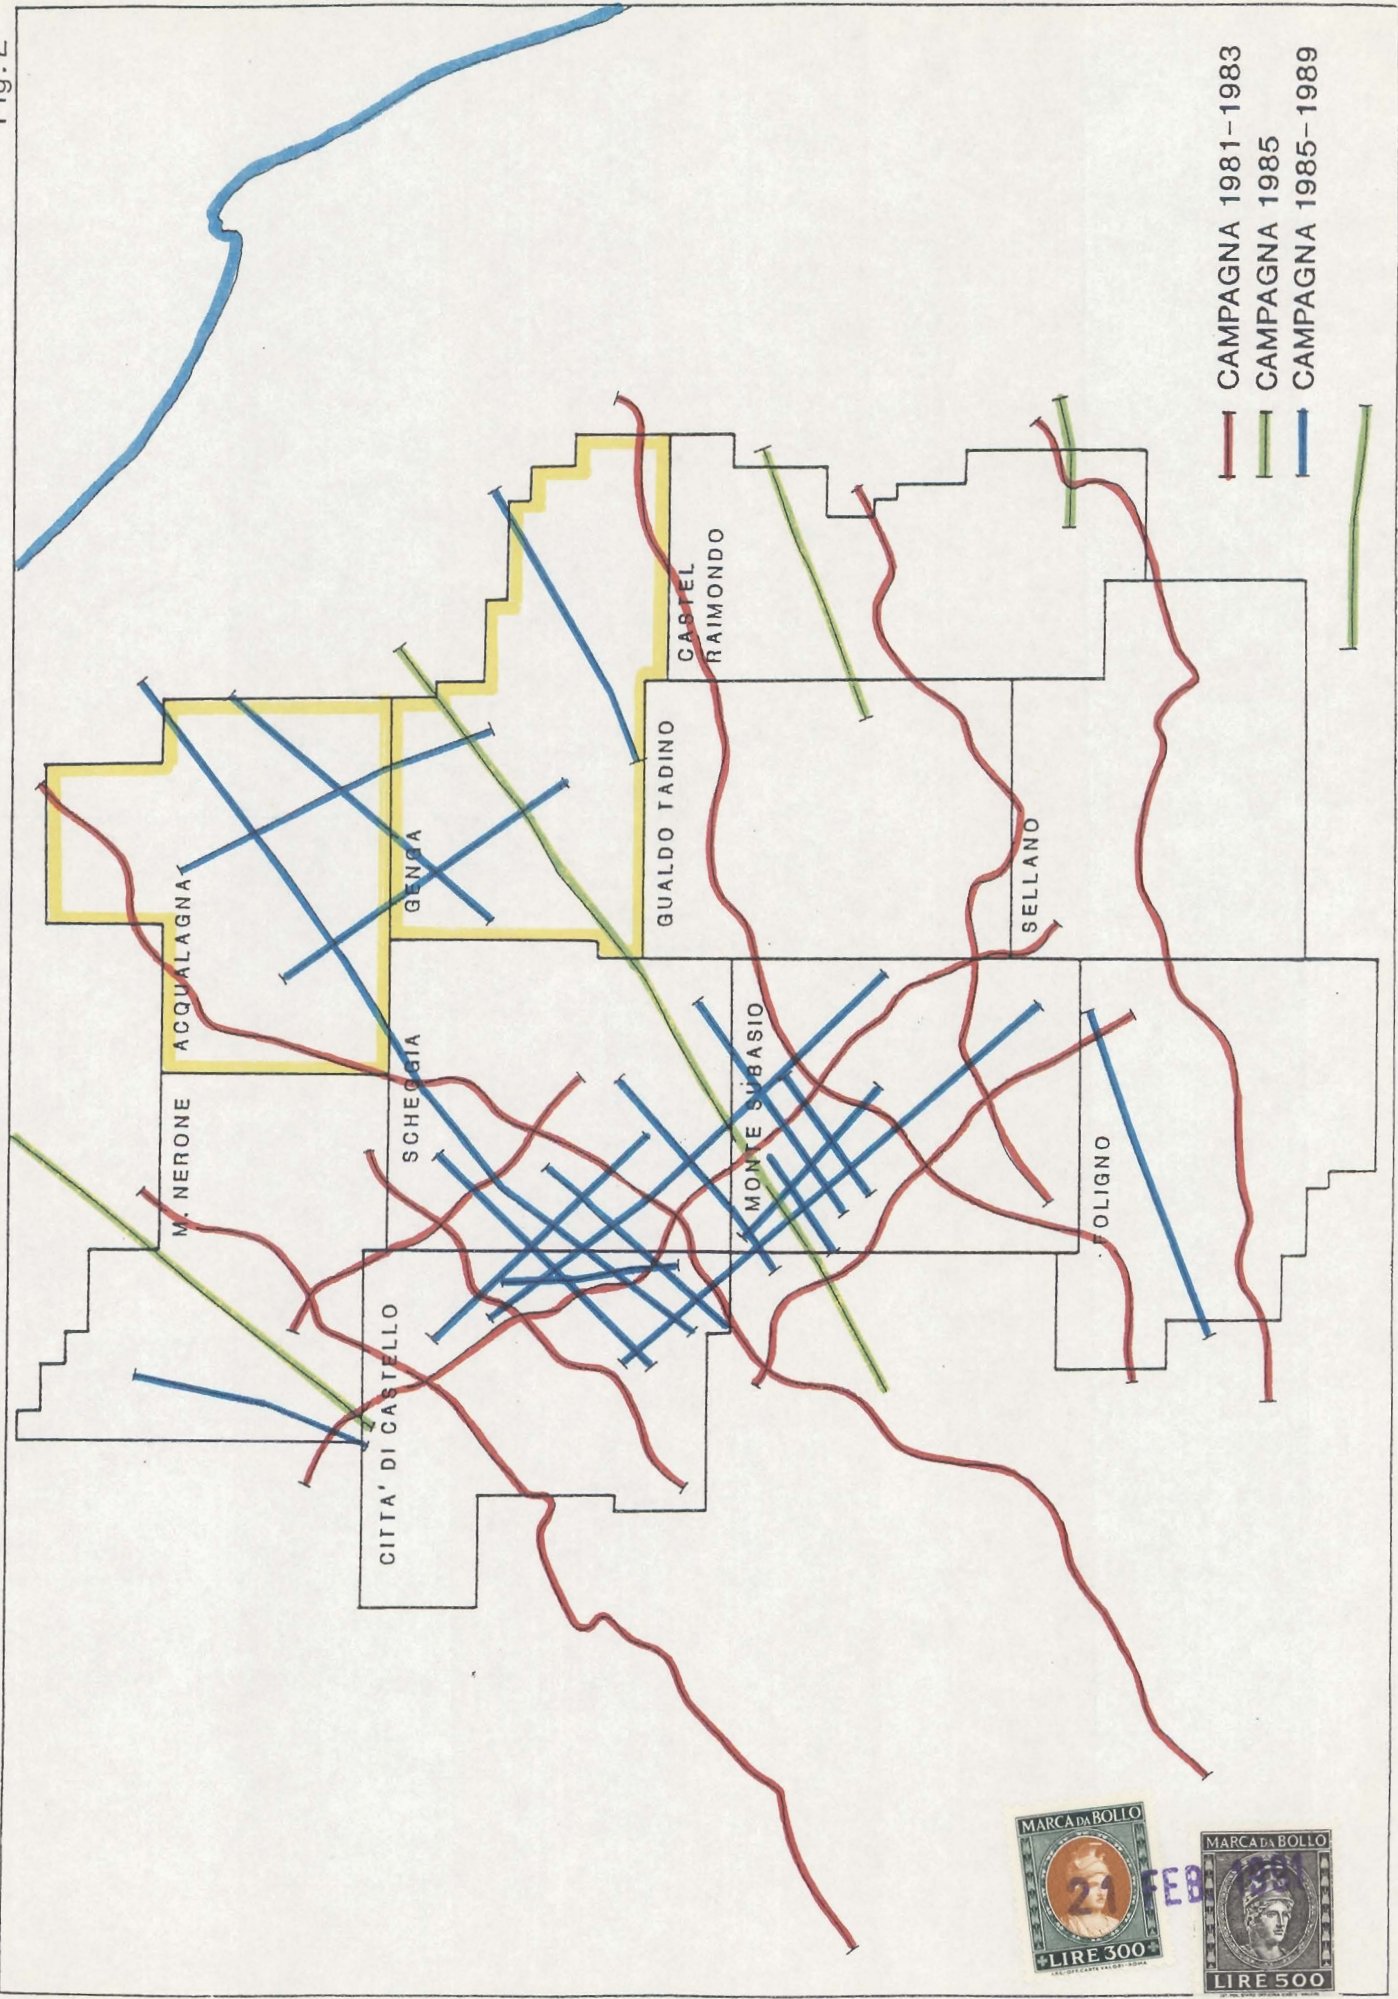 Fig. 2
CAMPAGNA 1981-1983
CAMPAGNA 1985
CAMPAGNA 1985-1989
ACQUALAGNA
M. NERONE
GENGA
SCHEGGIA
CITTA' DI CASTELLO
CASTEL
RAIMONDO
GUALDO TADINO
MONTE SUBASIO
SELLANO
FOLIGNO
MARCA DA BOLLO
LIRE 300
MARCA DA BOLLO
LIRE 500
21 FEB. 1991